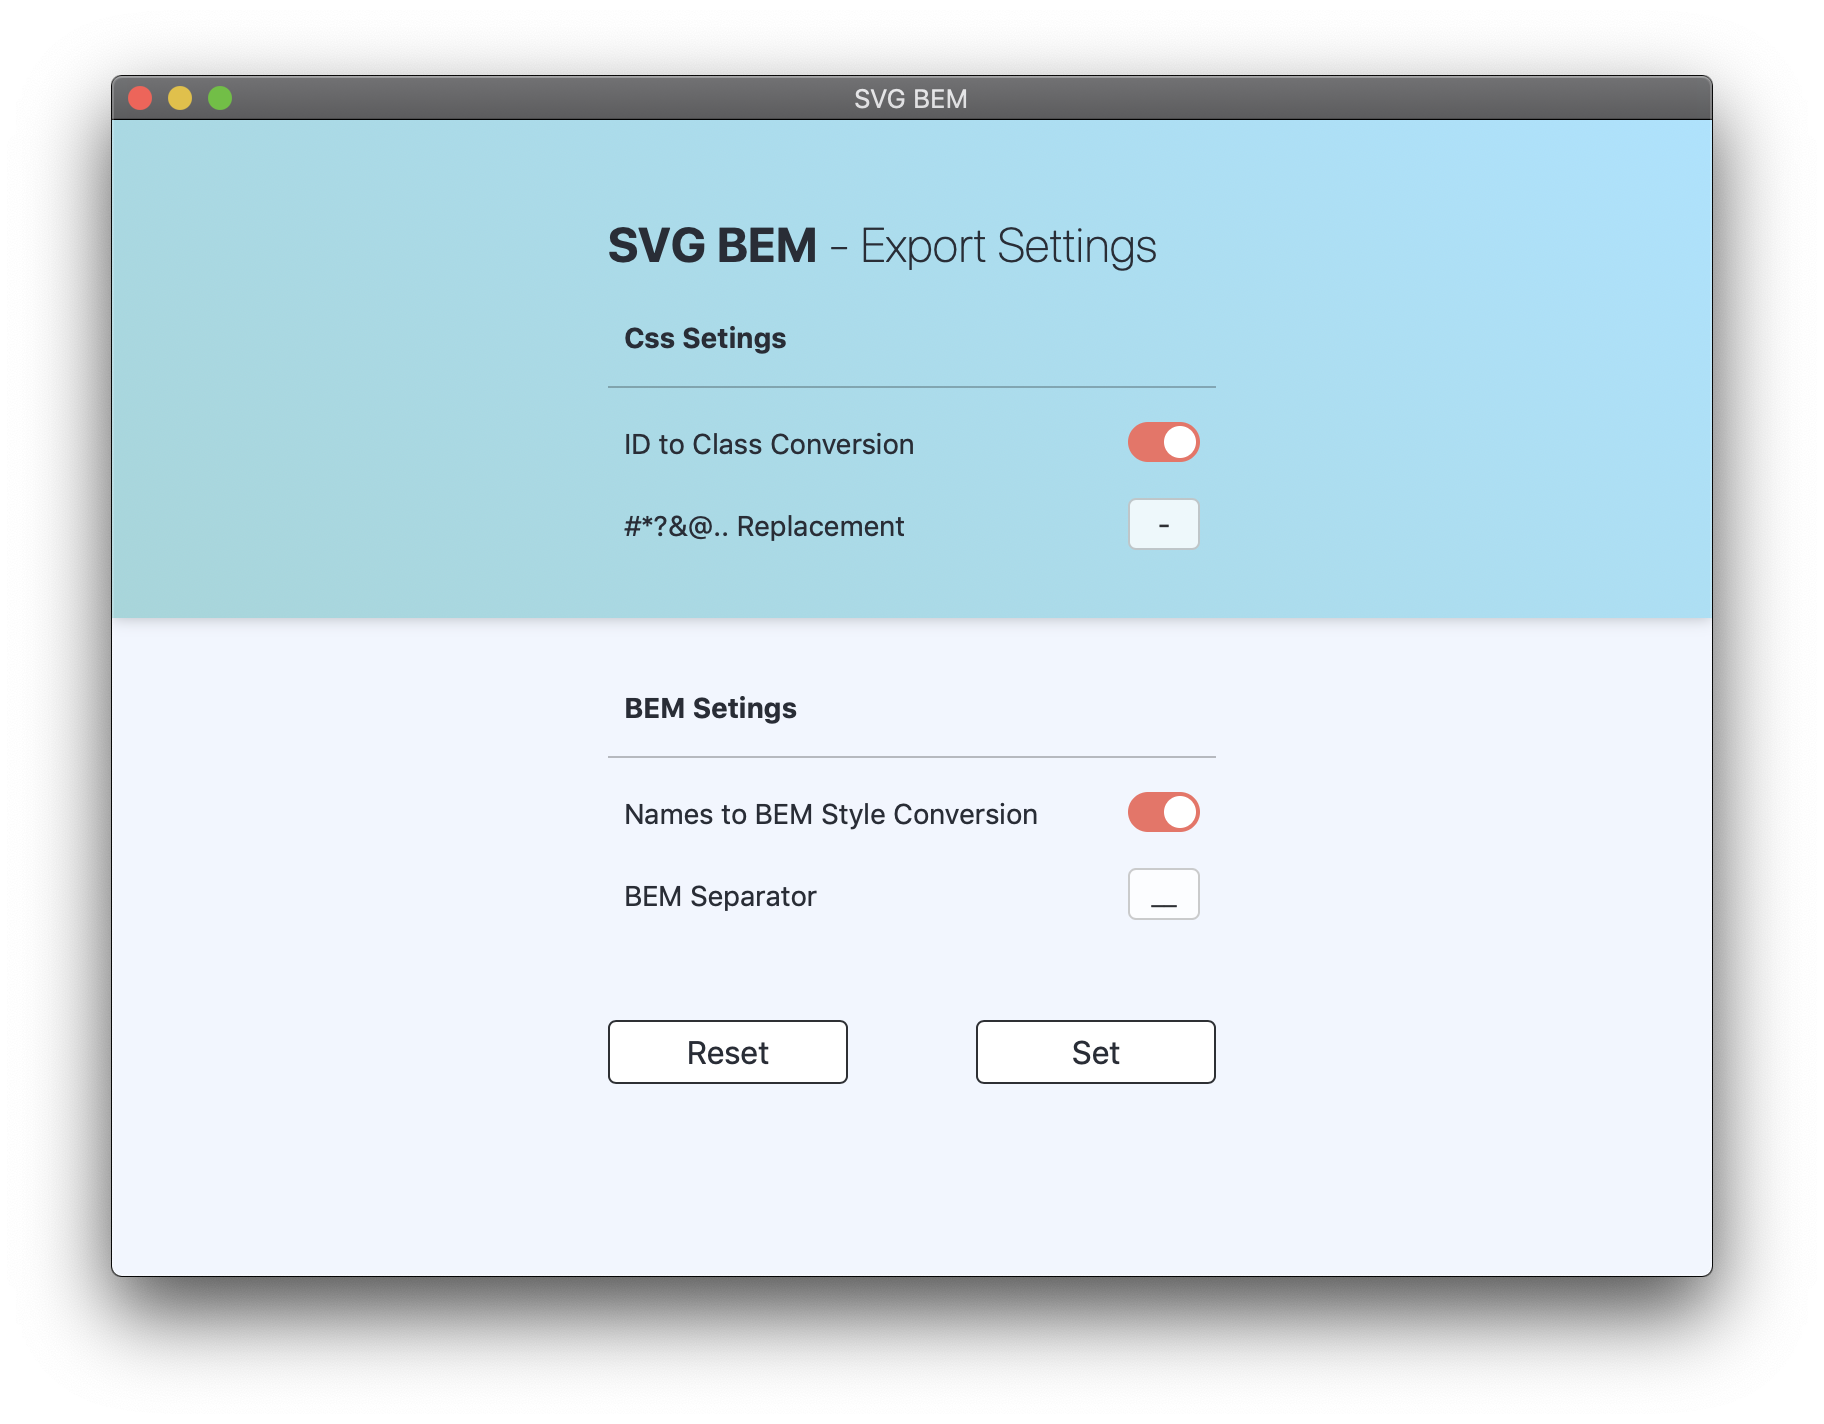 SVG BEM
SVG BEM - Export Settings
Css Setings
ID to Class Conversion
#*?&@.. Replacement
-
BEM Setings
Names to BEM Style Conversion
BEM Separator
__
Reset
Set